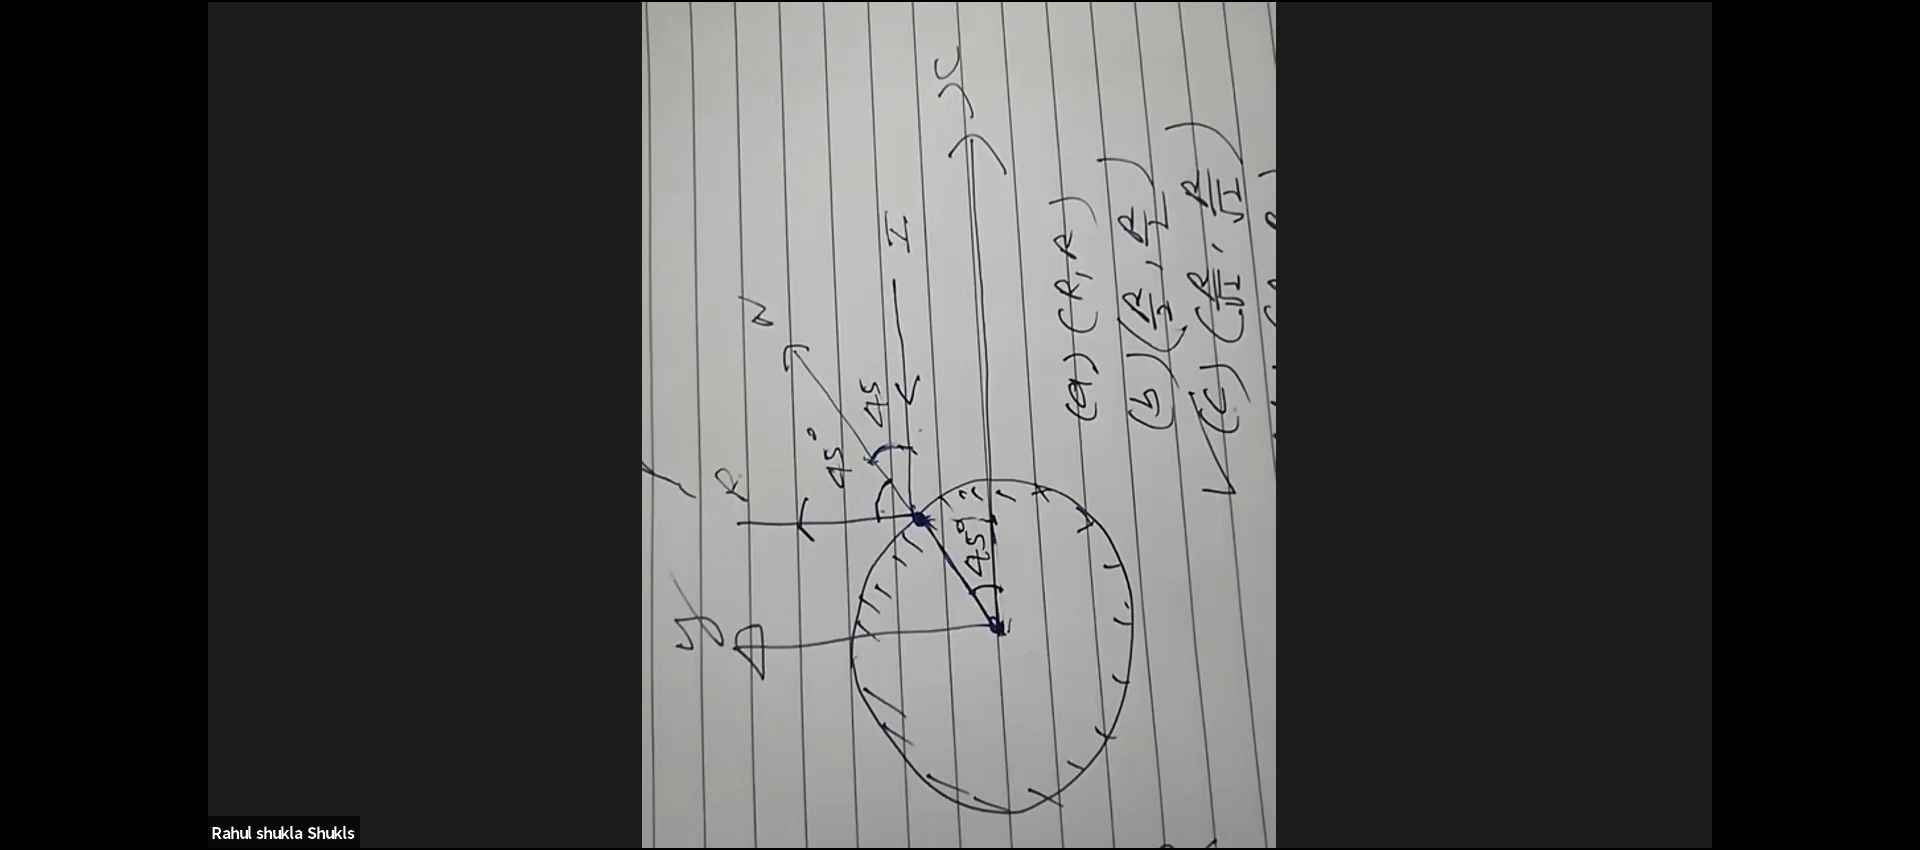 y
R
N
45°
45
I
x
45°
(a) (R, R)
(b) (R/2, R/2)
(c) (R/√2, R/√2)
Rahul shukla Shukls